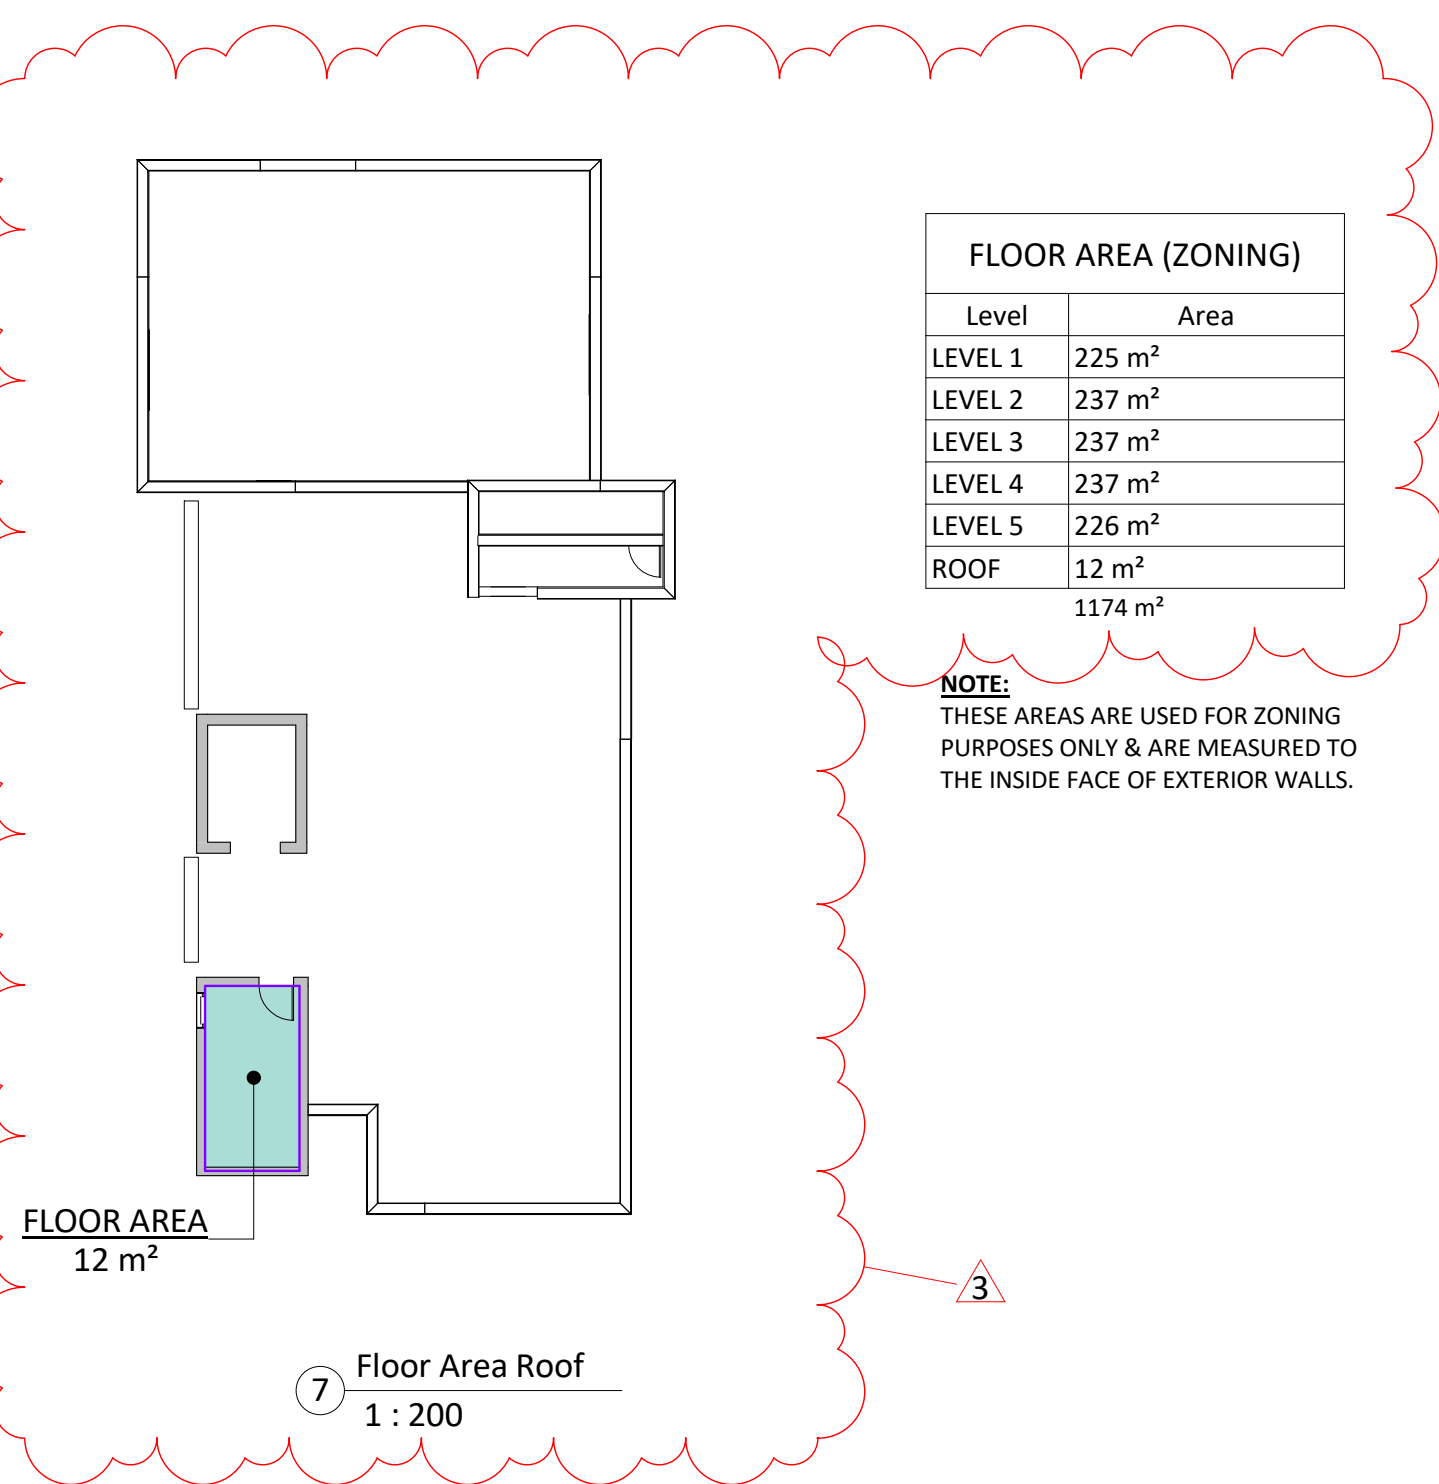 FLOOR AREA (ZONING)
Level Area
LEVEL 1 225 m²
LEVEL 2 237 m²
LEVEL 3 237 m²
LEVEL 4 237 m²
LEVEL 5 226 m²
ROOF 12 m²
1174 m²
NOTE:
THESE AREAS ARE USED FOR ZONING
PURPOSES ONLY & ARE MEASURED TO
THE INSIDE FACE OF EXTERIOR WALLS.
FLOOR AREA
12 m²
3
7 Floor Area Roof
1 : 200